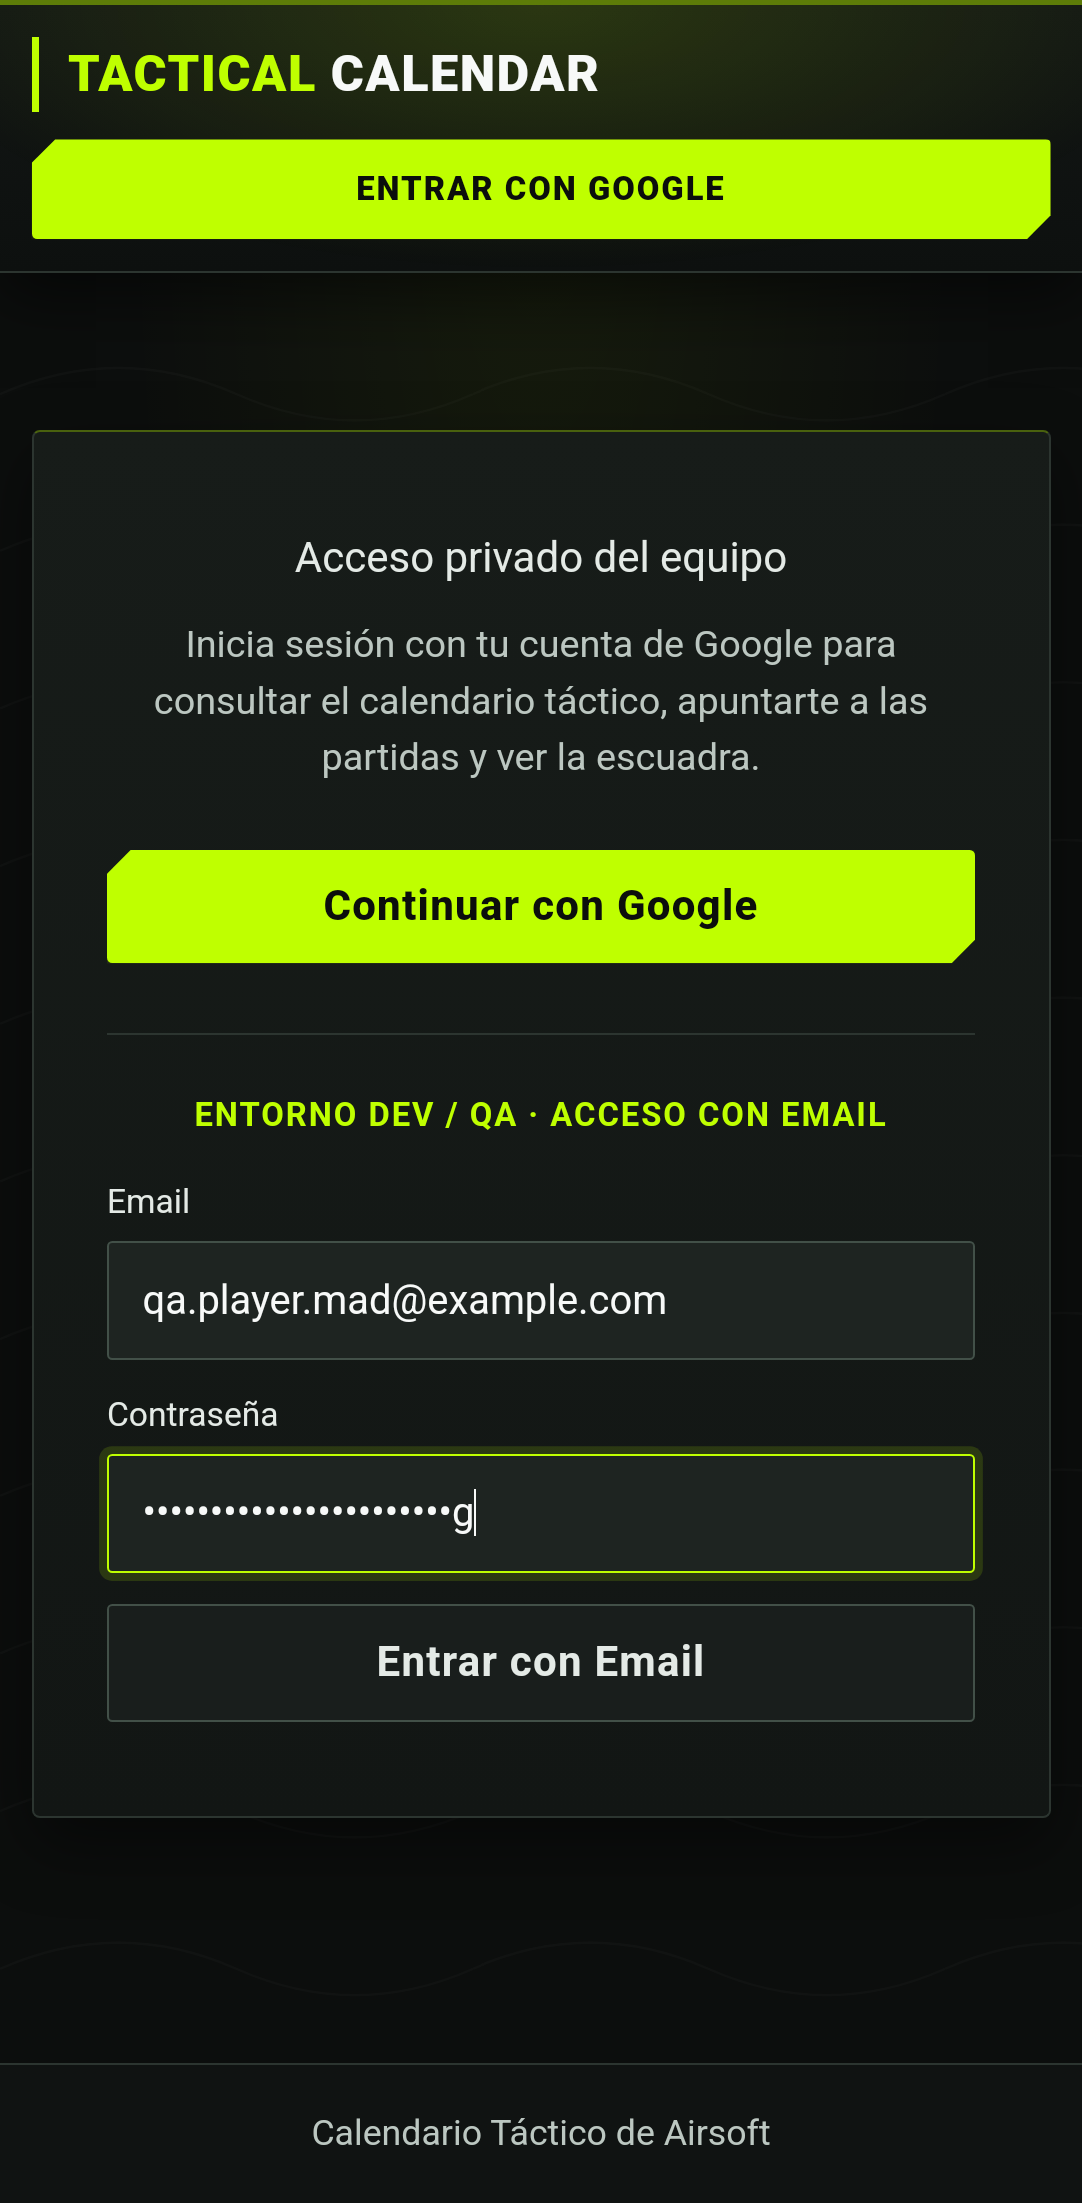 TACTICAL CALENDAR
ENTRAR CON GOOGLE
Acceso privado del equipo
Inicia sesión con tu cuenta de Google para
consultar el calendario táctico, apuntarte a las
partidas y ver la escuadra.
Continuar con Google
ENTORNO DEV / QA · ACCESO CON EMAIL
Email
qa.player.mad@example.com
Contraseña
•••••••••••••••••••••••g
Entrar con Email
Calendario Táctico de Airsoft